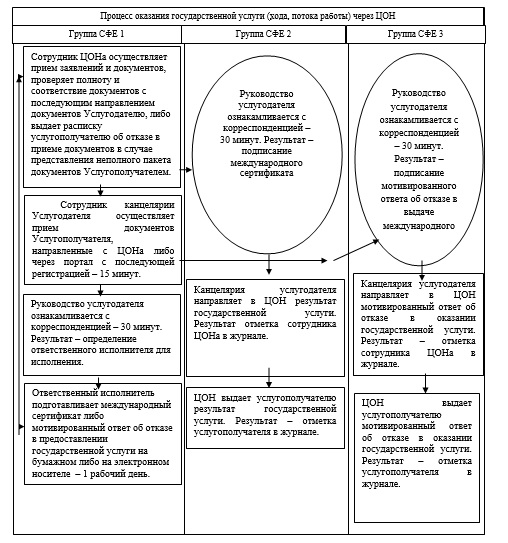 Процесс оказания государственной услуги (хода, потока работы) через ЦОН
Группа СФЕ 1
Группа СФЕ 2
Группа СФЕ 3
Сотрудник ЦОНа осуществляет
прием заявлений и документов,
проверяет полноту и
соответствие документов с
последующим направлением
документов Услугодателю, либо
выдает расписку
услугополучателю об отказе в
приеме документов в случае
представления неполного пакета
документов Услугополучателем.
Сотрудник канцелярии
Услугодателя осуществляет
прием документов
Услугополучателя,
направленные с ЦОНа либо
через портал с последующей
регистрацией – 15 минут.
Руководство услугодателя
ознакамливается с
корреспонденцией – 30 минут.
Результат – определение
ответственного исполнителя для
исполнения.
Ответственный исполнитель
подготавливает международный
сертификат либо
мотивированный ответ об отказе
в предоставлении
государственной услуги на
бумажном либо на электронном
носителе – 1 рабочий день.
Руководство
услугодателя
ознакамливается с
корреспонденцией –
30 минут. Результат –
подписание
международного
сертификата
Канцелярия услугодателя
направляет в ЦОН результат
государственной услуги.
Результат отметка сотрудника
ЦОНа в журнале.
ЦОН выдает услугополучателю
результат государственной
услуги. Результат – отметка
услугополучателя в журнале.
Руководство
услугодателя
ознакамливается с
корреспонденцией
– 30 минут.
Результат –
подписание
мотивированного
ответа об отказе в
выдаче
международного
Канцелярия услугодателя
направляет в ЦОН
мотивированный ответ об
отказе в оказании
государственной услуги.
Результат – отметка
сотрудника ЦОНа в
журнале.
ЦОН выдает
услугополучателю
мотивированный ответ
об отказе в оказании
государственной услуги.
Результат – отметка
услугополучателя в
журнале.